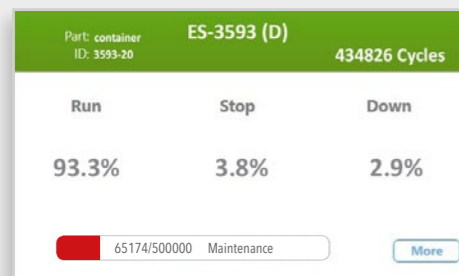 Part: container
ID: 3593-20
ES-3593 (D)
434826 Cycles
Run Stop Down
93.3% 3.8% 2.9%
65174/500000 Maintenance
More